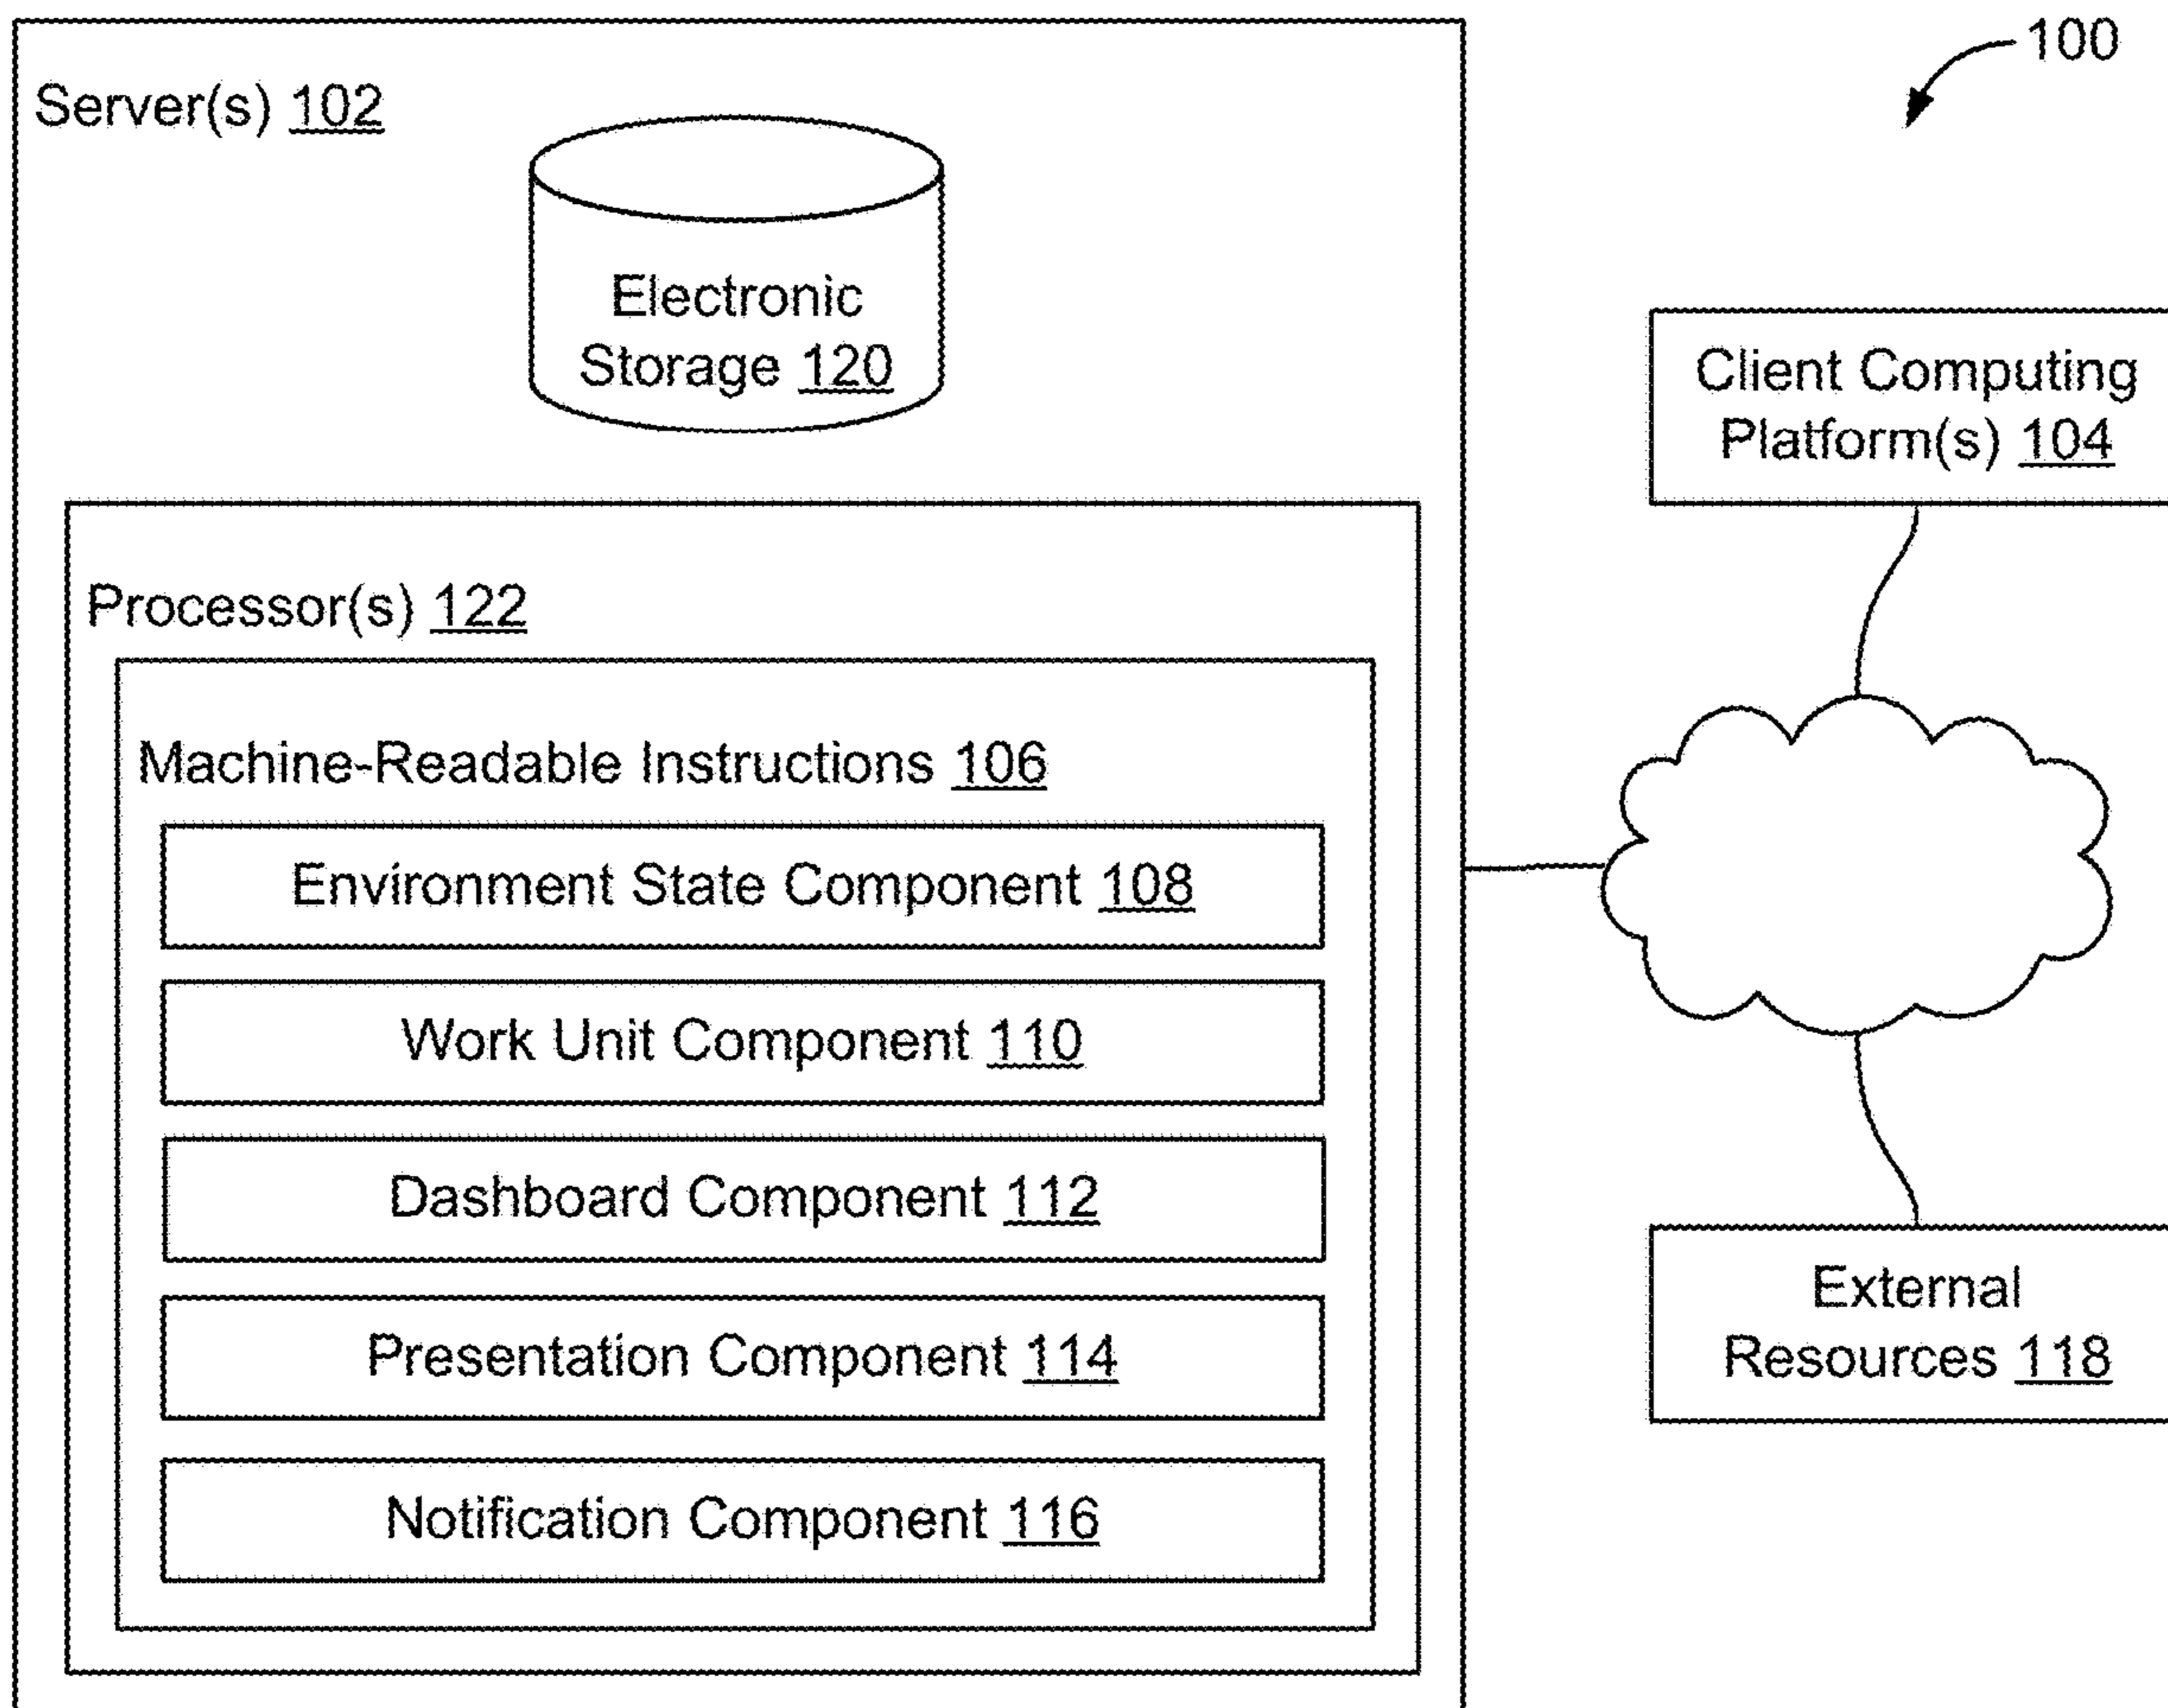 100
Server(s) 102
Electronic
Storage 120
Processor(s) 122
Machine-Readable Instructions 106
Environment State Component 108
Work Unit Component 110
Dashboard Component 112
Presentation Component 114
Notification Component 116
Client Computing
Platform(s) 104
External
Resources 118